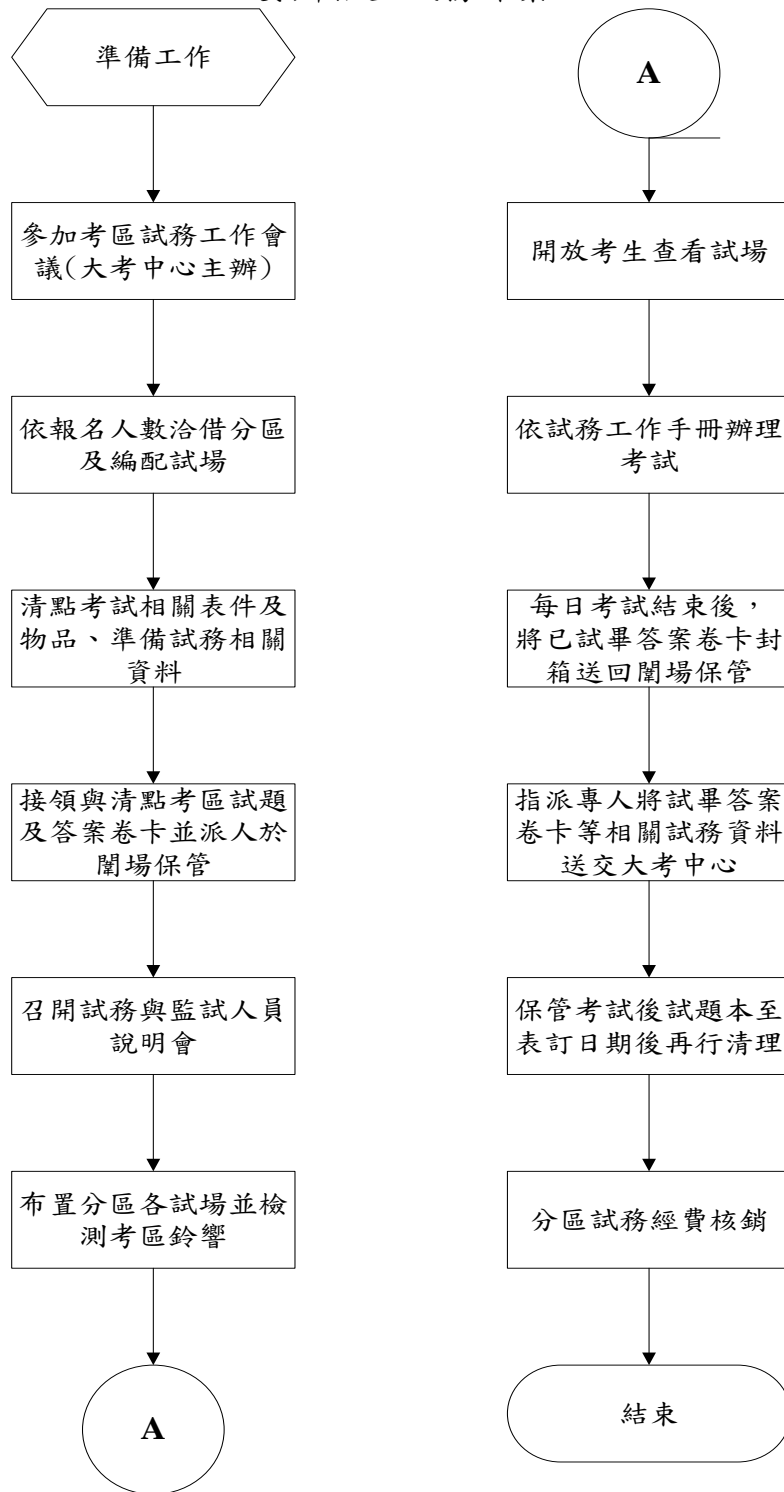 準備工作
參加考區試務工作會
議(大考中心主辦)
依報名人數洽借分區
及編配試場
清點考試相關表件及
物品、準備試務相關
資料
接領與清點考區試題
及答案卷卡並派人於
闈場保管
召開試務與監試人員
說明會
布置分區各試場並檢
測考區鈴響
A
A
開放考生查看試場
依試務工作手冊辦理
考試
每日考試結束後，
將已試畢答案卷卡封
箱送回闈場保管
指派專人將試畢答案
卷卡等相關試務資料
送交大考中心
保管考試後試題本至
表訂日期後再行清理
分區試務經費核銷
結束